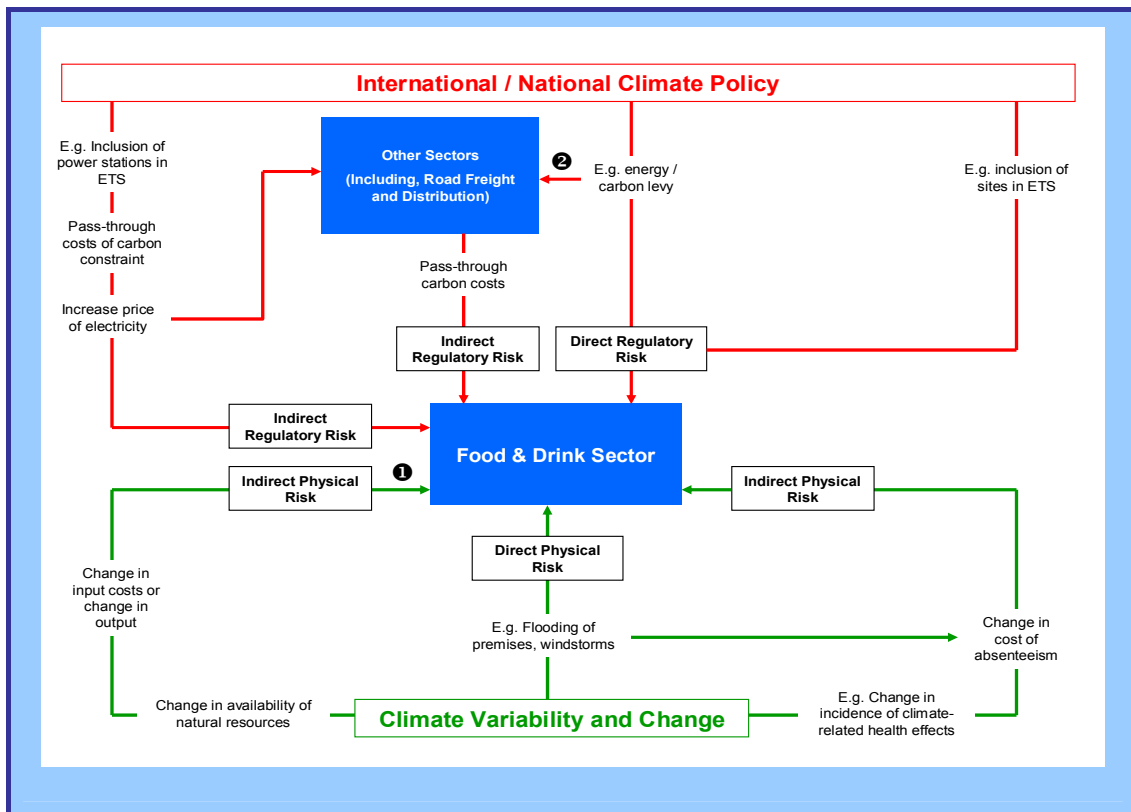 International / National Climate Policy
E.g. Inclusion of
power stations in
ETS
Pass-through
costs of carbon
constraint
Increase price
of electricity
Other Sectors
(Including, Road Freight
and Distribution)
❷
E.g. energy /
carbon levy
E.g. inclusion of
sites in ETS
Pass-through
carbon costs
Indirect
Regulatory Risk
Direct Regulatory
Risk
Indirect
Regulatory Risk
Food & Drink Sector
Indirect Physical
Risk
❶
Indirect Physical
Risk
Direct Physical
Risk
Change in
input costs or
change in
output
E.g. Flooding of
premises, windstorms
Change in
cost of
absenteeism
Change in availability of
natural resources
Climate Variability and Change
E.g. Change in
incidence of climate-
related health effects